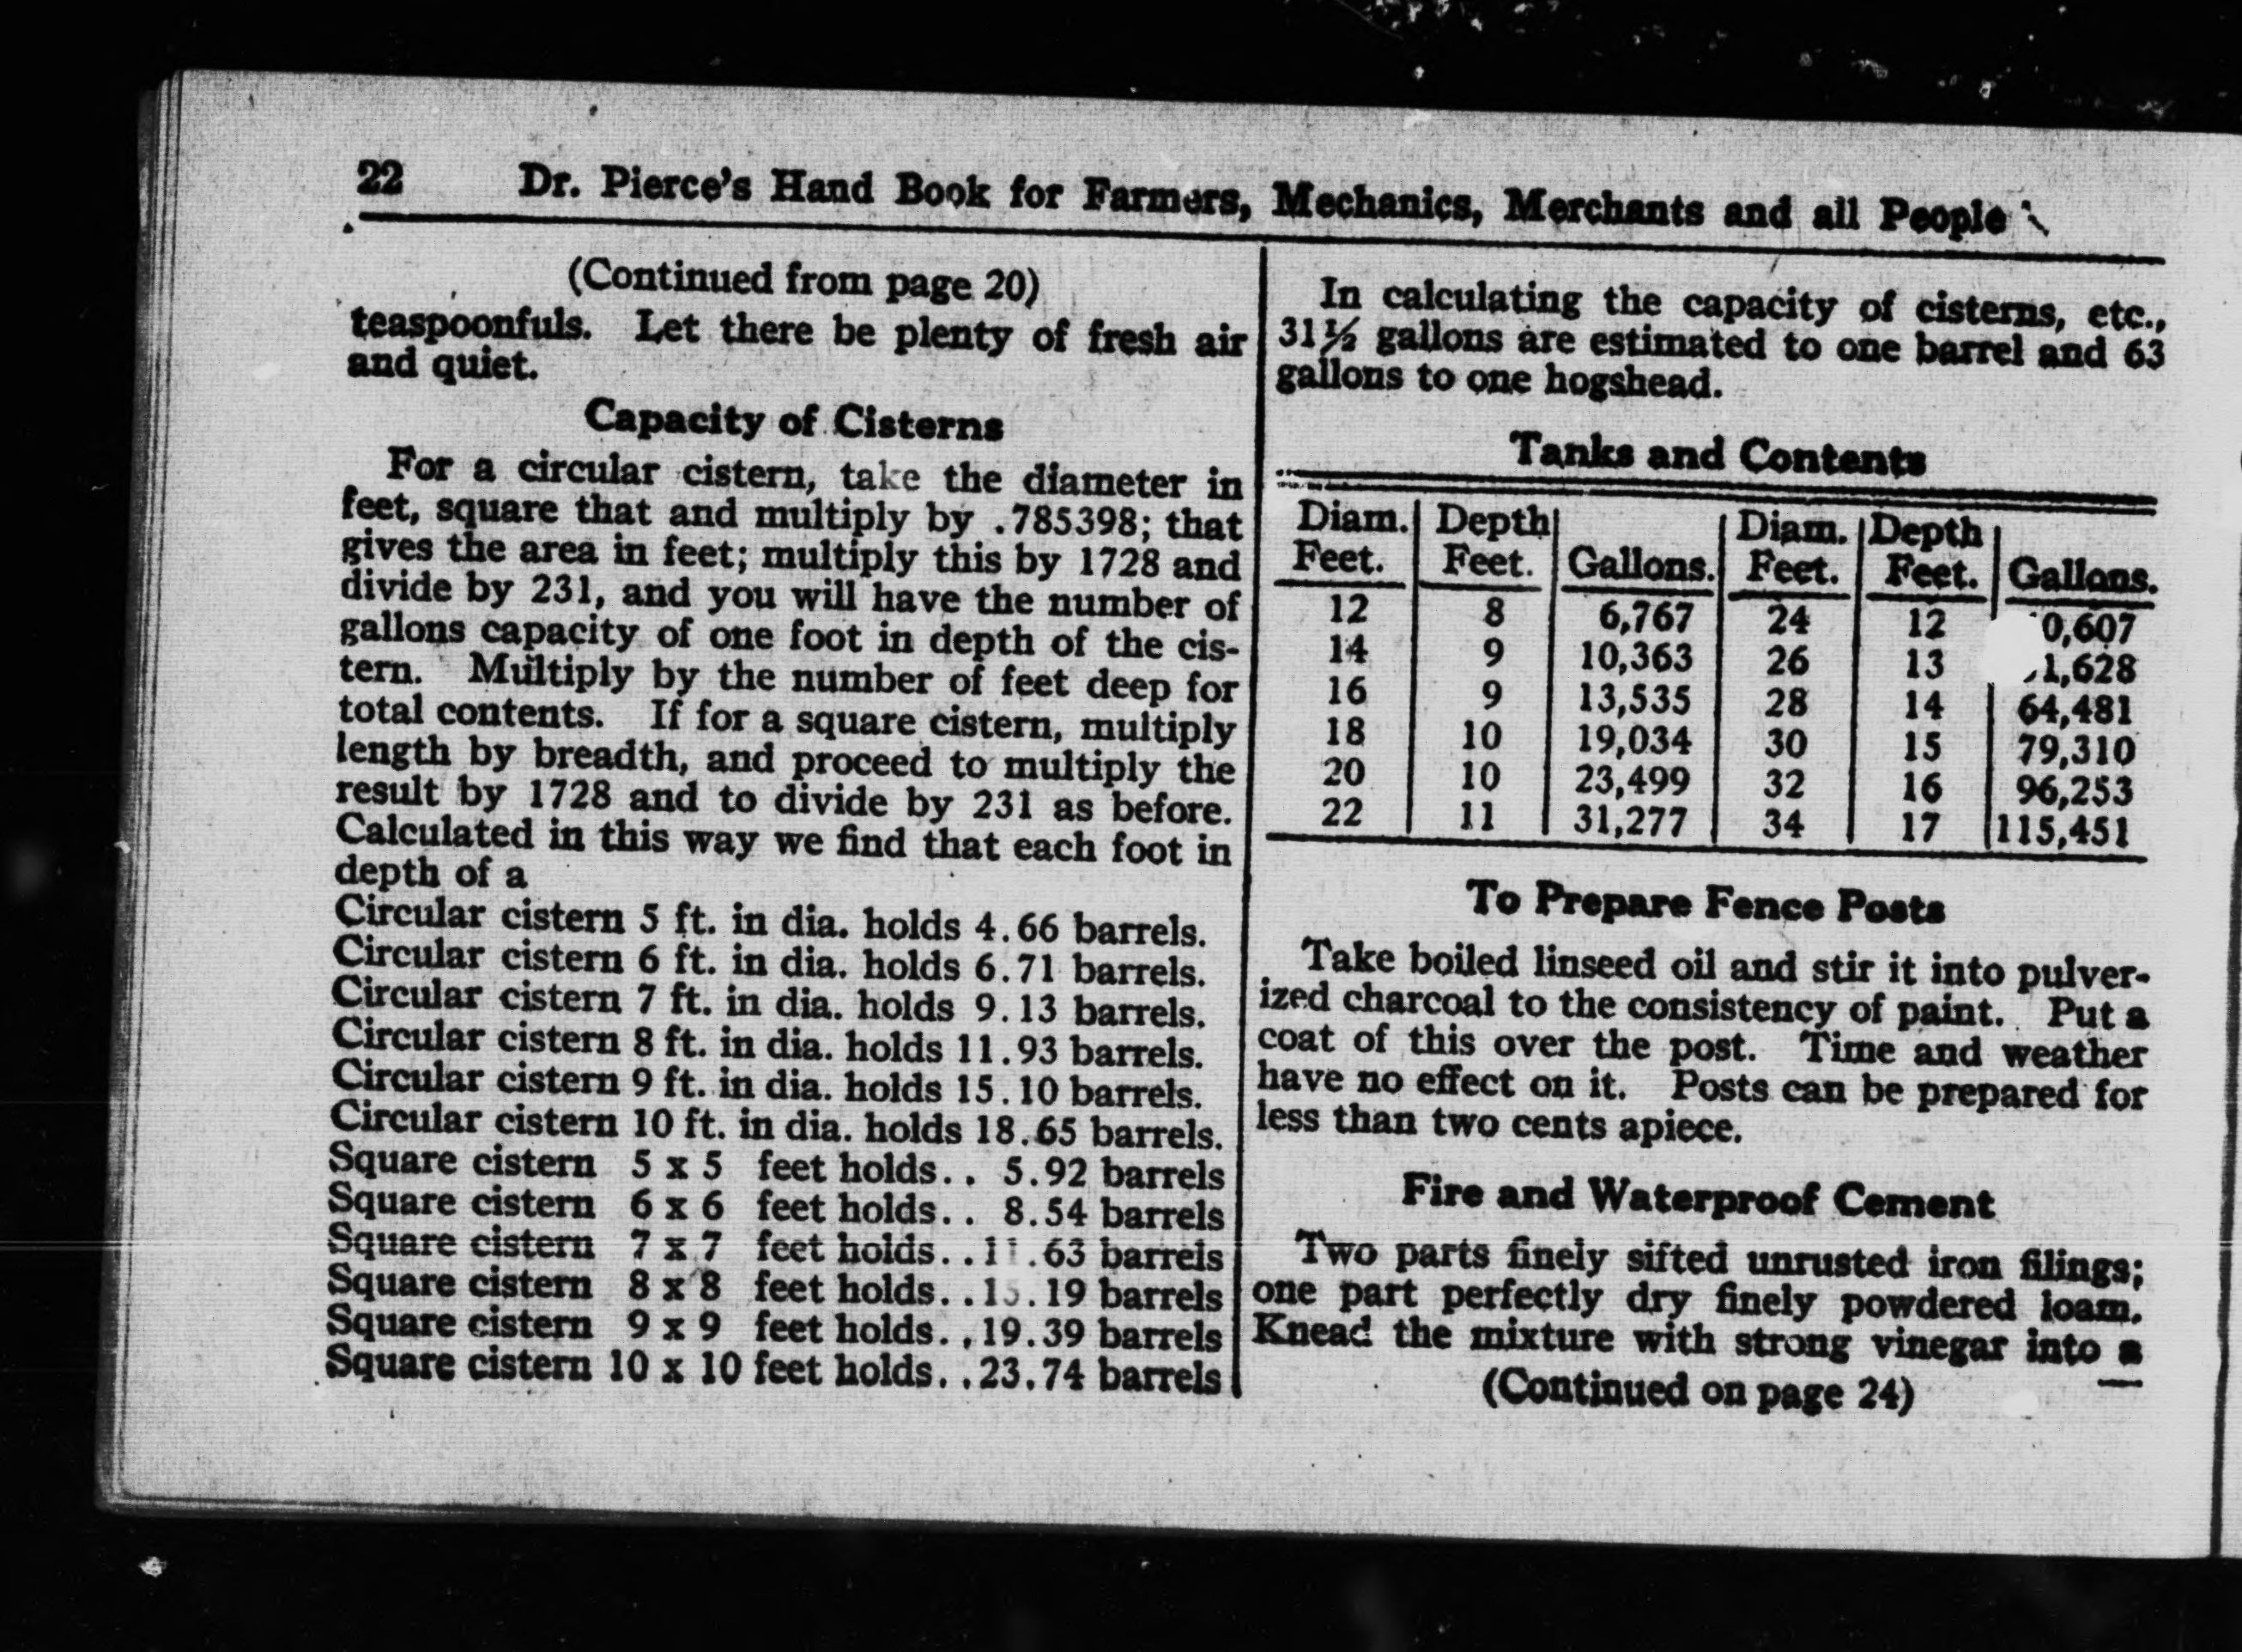 22 Dr. Pierce's Hand Book for Farmers, Mechanics, Merchants and all People
(Continued from page 20)
teaspoonfuls. Let there be plenty of fresh air
and quiet.
Capacity of Cisterns
For a circular cistern, take the diameter in
feet, square that and multiply by .785398; that
gives the area in feet; multiply this by 1728 and
divide by 231, and you will have the number of
gallons capacity of one foot in depth of the cis-
tern. Multiply by the number of feet deep for
total contents. If for a square cistern, multiply
length by breadth, and proceed to multiply the
result by 1728 and to divide by 231 as before.
Calculated in this way we find that each foot in
depth of a
Circular cistern 5 ft. in dia. holds 4.66 barrels.
Circular cistern 6 ft. in dia. holds 6.71 barrels.
Circular cistern 7 ft. in dia. holds 9.13 barrels.
Circular cistern 8 ft. in dia. holds 11.93 barrels.
Circular cistern 9 ft. in dia. holds 15.10 barrels.
Circular cistern 10 ft. in dia. holds 18.65 barrels.
Square cistern 5 x 5 feet holds.. 5.92 barrels
Square cistern 6 x 6 feet holds.. 8.54 barrels
Square cistern 7 x 7 feet holds..11.63 barrels
Square cistern 8 x 8 feet holds..15.19 barrels
Square cistern 9 x 9 feet holds..19.39 barrels
Square cistern 10 x 10 feet holds..23.74 barrels
In calculating the capacity of cisterns, etc.,
31½ gallons are estimated to one barrel and 63
gallons to one hogshead.
Tanks and Contents
Diam. Depth Diam. Depth
Feet. Feet. Gallons. Feet. Feet. Gallons.
12 8 6,767 24 12
14 9 10,363 26 13
16 9 13,535 28 14 64,481
18 10 19,034 30 15 79,310
20 10 23,499 32 16 96,253
22 11 31,277 34 17 115,451
To Prepare Fence Posts
Take boiled linseed oil and stir it into pulver-
ized charcoal to the consistency of paint. Put a
coat of this over the post. Time and weather
have no effect on it. Posts can be prepared for
less than two cents apiece.
Fire and Waterproof Cement
Two parts finely sifted unrusted iron filings;
one part perfectly dry finely powdered loam.
Knead the mixture with strong vinegar into a
(Continued on page 24)